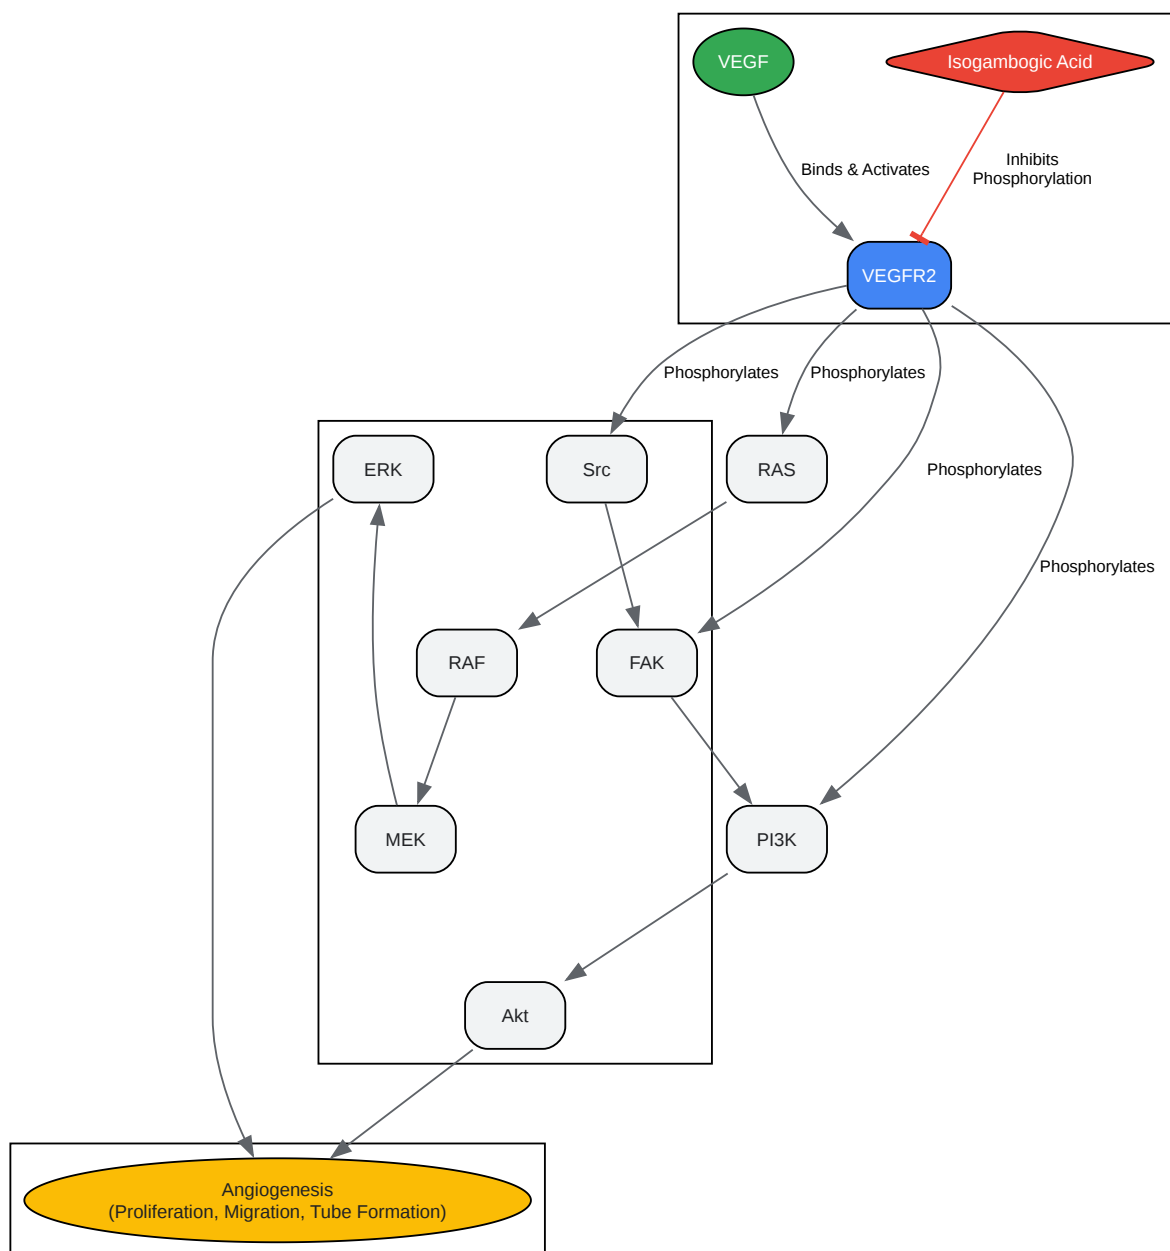 VEGF
Isogambogic Acid
Binds & Activates
Inhibits
Phosphorylation
VEGFR2
Phosphorylates
Phosphorylates
ERK
Src
RAS
Phosphorylates
Phosphorylates
RAF
FAK
MEK
PI3K
Akt
Angiogenesis
(Proliferation, Migration, Tube Formation)